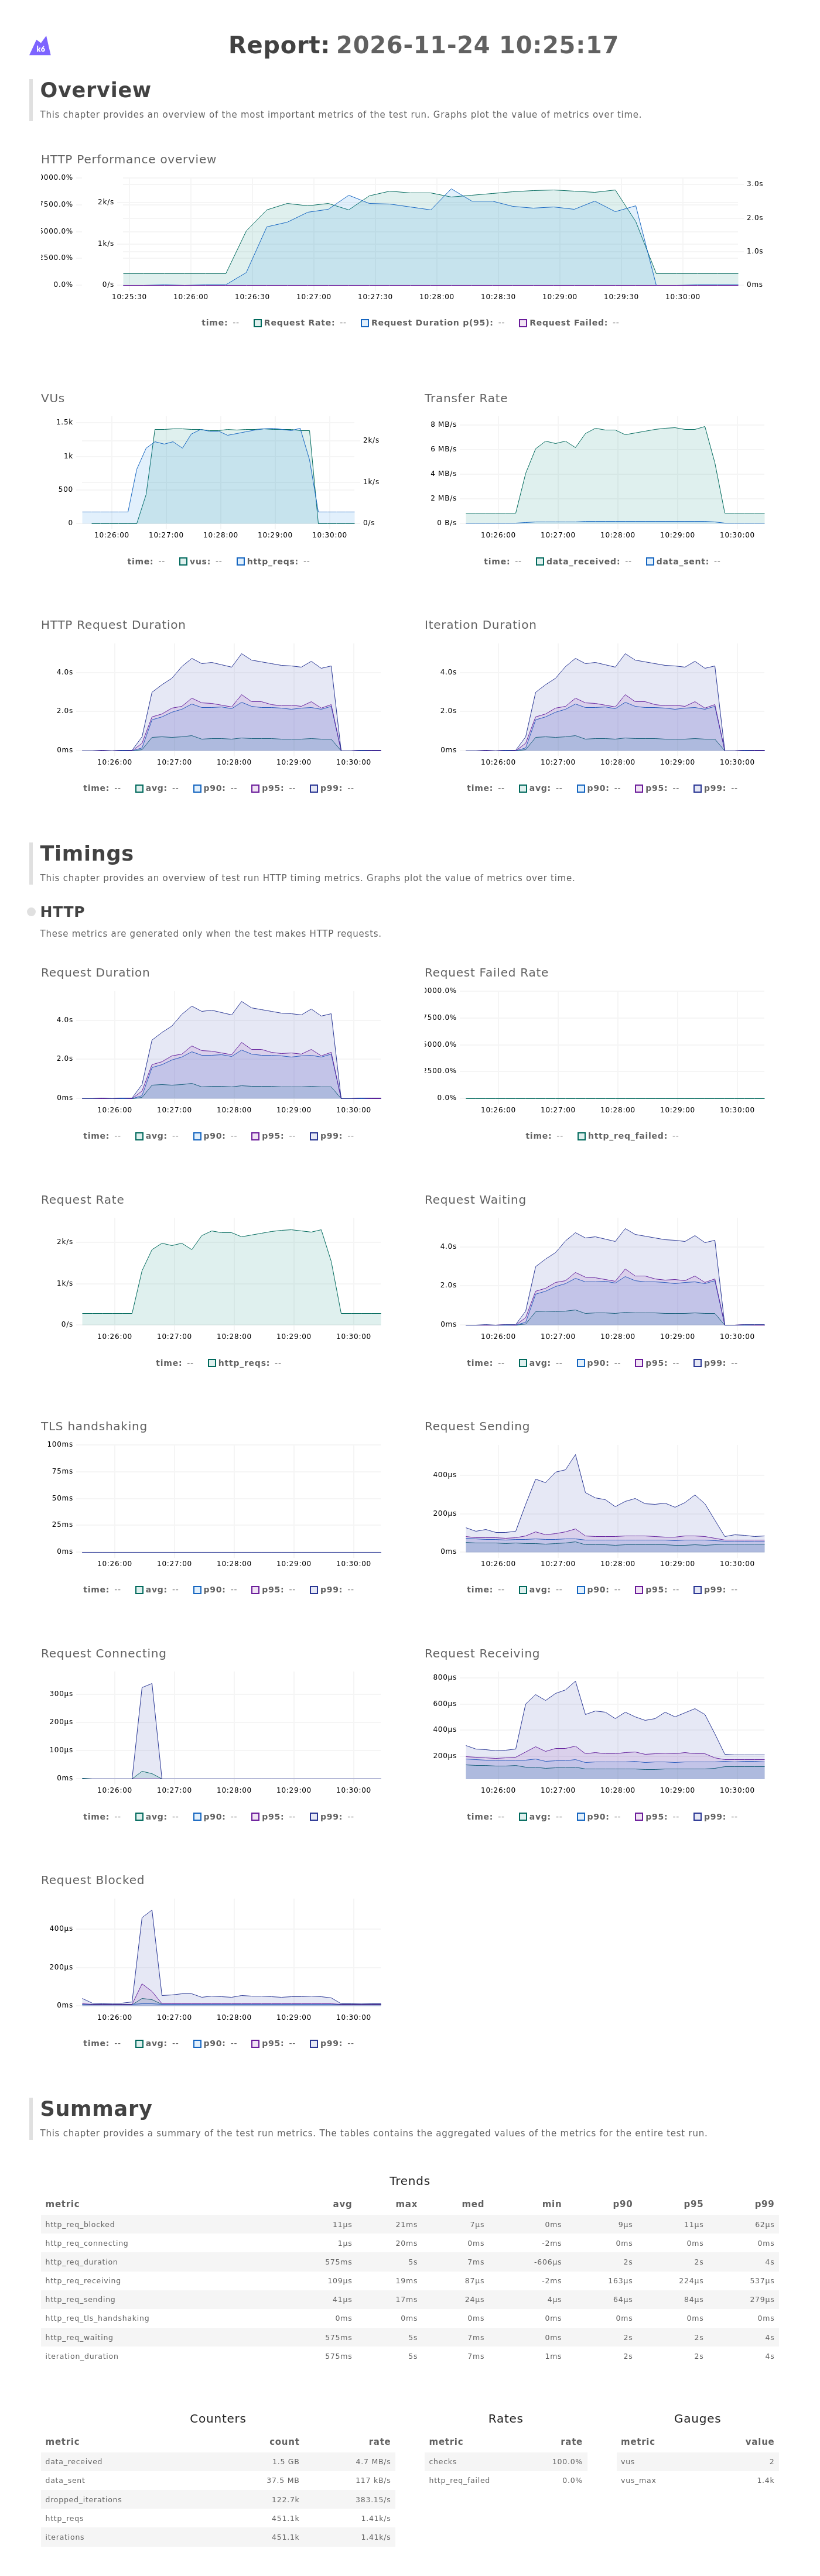 k6
Report: 2026-11-24 10:25:17
Overview
This chapter provides an overview of the most important metrics of the test run. Graphs plot the value of metrics over time.
HTTP Performance overview
7500.0%
5000.0%
2500.0%
0.0%
2k/s
1k/s
0/s
3.0s
2.0s
1.0s
0ms
10:25:30 10:26:00 10:26:30 10:27:00 10:27:30 10:28:00 10:28:30 10:29:00 10:29:30 10:30:00
time: -- Request Rate: -- Request Duration p(95): -- Request Failed: --
VUs
1.5k
1k
500
0
2k/s
1k/s
0/s
10:26:00 10:27:00 10:28:00 10:29:00 10:30:00
time: -- vus: -- http_reqs: --
Transfer Rate
8 MB/s
6 MB/s
4 MB/s
2 MB/s
0 B/s
10:26:00 10:27:00 10:28:00 10:29:00 10:30:00
time: -- data_received: -- data_sent: --
HTTP Request Duration
4.0s
2.0s
0ms
10:26:00 10:27:00 10:28:00 10:29:00 10:30:00
time: -- avg: -- p90: -- p95: -- p99: --
Iteration Duration
4.0s
2.0s
0ms
10:26:00 10:27:00 10:28:00 10:29:00 10:30:00
time: -- avg: -- p90: -- p95: -- p99: --
Timings
This chapter provides an overview of test run HTTP timing metrics. Graphs plot the value of metrics over time.
HTTP
These metrics are generated only when the test makes HTTP requests.
Request Duration
4.0s
2.0s
0ms
10:26:00 10:27:00 10:28:00 10:29:00 10:30:00
time: -- avg: -- p90: -- p95: -- p99: --
Request Failed Rate
7500.0%
5000.0%
2500.0%
0.0%
10:26:00 10:27:00 10:28:00 10:29:00 10:30:00
time: -- http_req_failed: --
Request Rate
2k/s
1k/s
0/s
10:26:00 10:27:00 10:28:00 10:29:00 10:30:00
time: -- http_reqs: --
Request Waiting
4.0s
2.0s
0ms
10:26:00 10:27:00 10:28:00 10:29:00 10:30:00
time: -- avg: -- p90: -- p95: -- p99: --
TLS handshaking
100ms
75ms
50ms
25ms
0ms
10:26:00 10:27:00 10:28:00 10:29:00 10:30:00
time: -- avg: -- p90: -- p95: -- p99: --
Request Sending
400µs
200µs
0ms
10:26:00 10:27:00 10:28:00 10:29:00 10:30:00
time: -- avg: -- p90: -- p95: -- p99: --
Request Connecting
300µs
200µs
100µs
0ms
10:26:00 10:27:00 10:28:00 10:29:00 10:30:00
time: -- avg: -- p90: -- p95: -- p99: --
Request Receiving
800µs
600µs
400µs
200µs
10:26:00 10:27:00 10:28:00 10:29:00 10:30:00
time: -- avg: -- p90: -- p95: -- p99: --
Request Blocked
400µs
200µs
0ms
10:26:00 10:27:00 10:28:00 10:29:00 10:30:00
time: -- avg: -- p90: -- p95: -- p99: --
Summary
This chapter provides a summary of the test run metrics. The tables contains the aggregated values of the metrics for the entire test run.
Trends
metric avg max med min p90 p95 p99
http_req_blocked 11µs 21ms 7µs 0ms 9µs 11µs 62µs
http_req_connecting 1µs 20ms 0ms -2ms 0ms 0ms 0ms
http_req_duration 575ms 5s 7ms -606µs 2s 2s 4s
http_req_receiving 109µs 19ms 87µs -2ms 163µs 224µs 537µs
http_req_sending 41µs 17ms 24µs 4µs 64µs 84µs 279µs
http_req_tls_handshaking 0ms 0ms 0ms 0ms 0ms 0ms 0ms
http_req_waiting 575ms 5s 7ms 0ms 2s 2s 4s
iteration_duration 575ms 5s 7ms 1ms 2s 2s 4s
Counters
metric count rate
data_received 1.5 GB 4.7 MB/s
data_sent 37.5 MB 117 kB/s
dropped_iterations 122.7k 383.15/s
http_reqs 451.1k 1.41k/s
iterations 451.1k 1.41k/s
Rates
metric rate
checks 100.0%
http_req_failed 0.0%
Gauges
metric value
vus 2
vus_max 1.4k